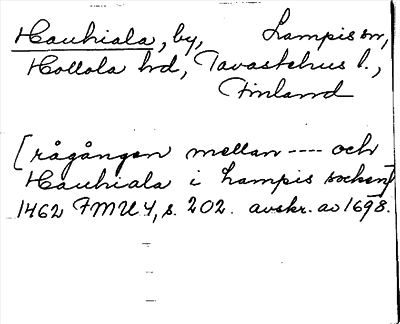 Hauhiala, by, Lampis sn,
Hollola hd, Tavastehus l.,
Finland
[rågången mellan ---- och
Hauhiala i Lampis socken]
1462 FMU 4, s. 202. avskr. av 1698.